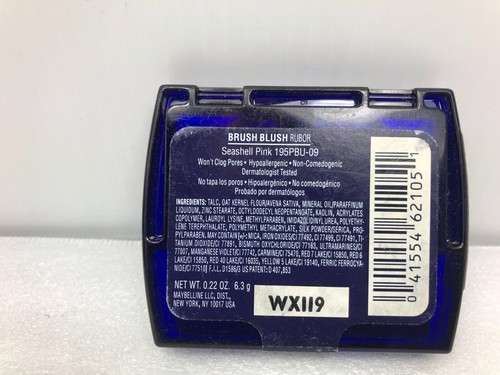 BRUSH BLUSH RUBOR
Seashell Pink 195PBU-09
Won't Clog Pores • Hypoallergenic • Non-Comedogenic
Dermatologist Tested
No tapa los poros • Hipoalergénico • No comedogénico
Probado por dermatólogos
INGREDIENTS: TALC, OAT KERNEL FLOUR/AVENA SATIVA, MINERAL OIL/PARAFFINUM
LIQUIDUM, ZINC STEARATE, OCTYLDODECYL NEOPENTANOATE, KAOLIN, ACRYLATES
COPOLYMER, LAUROYL LYSINE, METHYLPARABEN, IMIDAZOLIDINYL UREA, POLYETHY-
LENE TEREPHTHALATE, POLYMETHYL METHACRYLATE, SILK POWDER/SERICA, PRO-
PYLPARABEN. MAY CONTAIN/+/-:MICA, IRON OXIDES/CI 77492, CI 77499, CI 77491, TI-
TANIUM DIOXIDE/CI 77891, BISMUTH OXYCHLORIDE/CI 77163, ULTRAMARINES/CI
77007, MANGANESE VIOLET/CI 77742, CARMINE/CI 75470, RED 7 LAKE/CI 15850, RED 6
LAKE/CI 15850, RED 40 LAKE/CI 16035, YELLOW 5 LAKE/CI 19140, FERRIC FERROCYA-
NIDE/CI 77510] F.I.L. D1586/3 US PATENT: D 407,853
NET WT. 0.22 OZ. 6.3 g
MAYBELLINE LLC, DIST.,
NEW YORK, NY 10017 USA
WX119
0 41554 62105 1